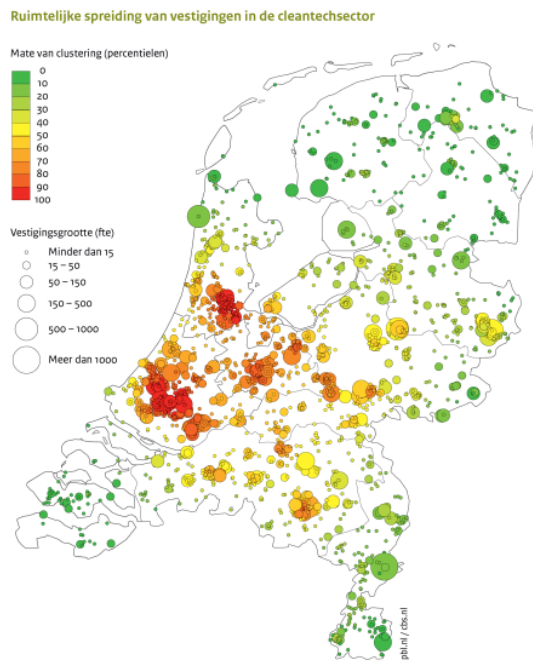 Ruimtelijke spreiding van vestigingen in de cleantechsector
Mate van clustering (percentielen)
0
10
20
30
40
50
60
70
80
90
100
Vestigingsgrootte (fte)
Minder dan 15
15 – 50
50 – 150
150 – 500
500 – 1000
Meer dan 1000
pbl.nl / cbs.nl